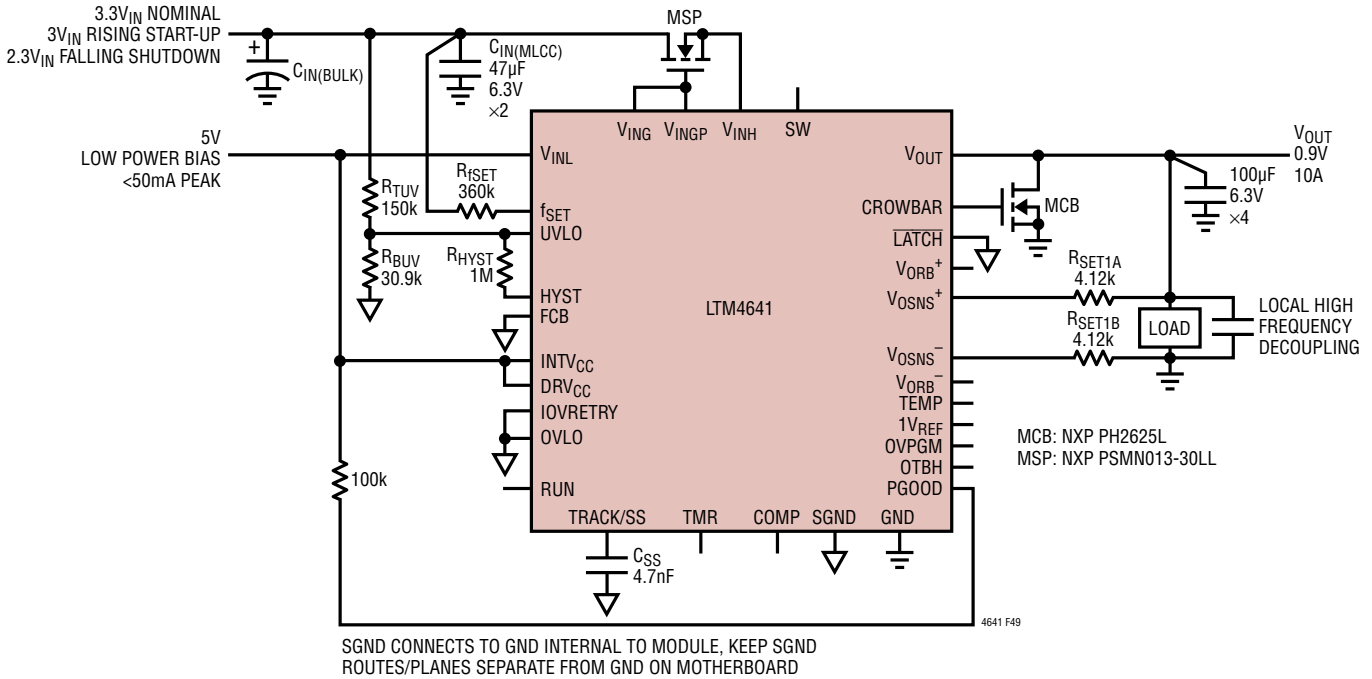 3.3VIN NOMINAL
3VIN RISING START-UP
2.3VIN FALLING SHUTDOWN
+
CIN(BULK)
CIN(MLCC)
47µF
6.3V
×2
MSP
5V
LOW POWER BIAS
<50mA PEAK
RTUV
150k
RfSET
360k
RBUV
30.9k
RHYST
1M
100k
VING
VINGP
VINH
SW
VINL
fSET
UVLO
HYST
FCB
INTVCC
DRVCC
IOVRETRY
OVLO
RUN
LTM4641
TRACK/SS
TMR
COMP
SGND
GND
VOUT
CROWBAR
LATCH
VORB+
VOSNS+
VOSNS−
VORB−
TEMP
1VREF
OVPGM
OTBH
PGOOD
CSS
4.7nF
MCB
VOUT
0.9V
10A
100µF
6.3V
×4
RSET1A
4.12k
RSET1B
4.12k
LOAD
LOCAL HIGH
FREQUENCY
DECOUPLING
MCB: NXP PH2625L
MSP: NXP PSMN013-30LL
4641 F49
SGND CONNECTS TO GND INTERNAL TO MODULE, KEEP SGND
ROUTES/PLANES SEPARATE FROM GND ON MOTHERBOARD